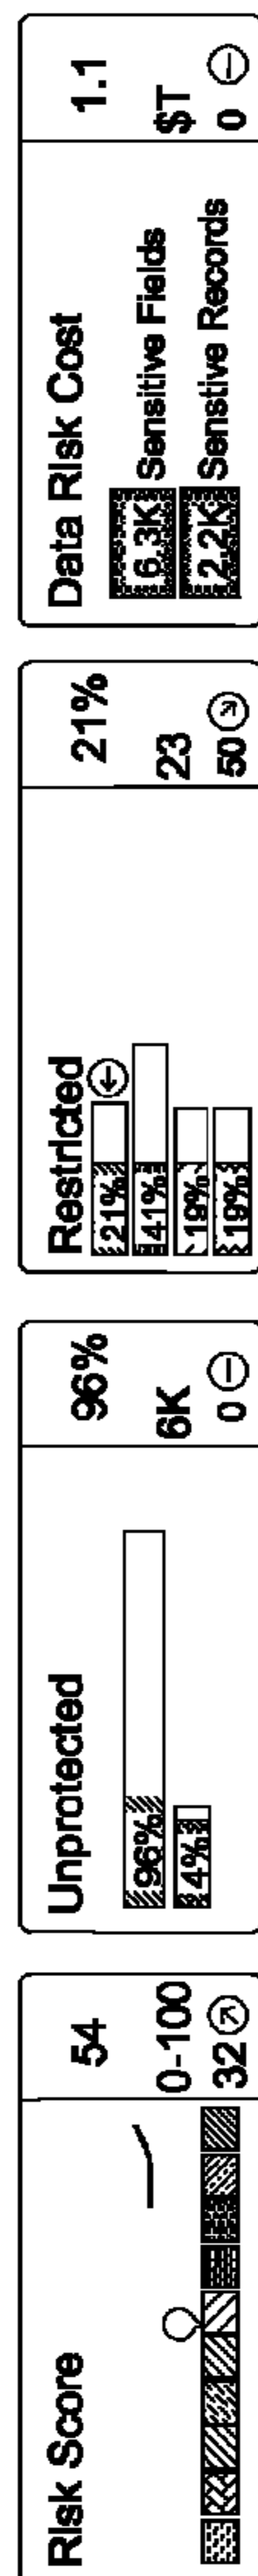 Risk Score
54
0-100
32
Unprotected
96%
4%
96%
6K
0
Restricted
21%
41%
19%
19%
21%
23
50
Data Risk Cost
6.3K Sensitive Fields
2.2K Senstive Records
1.1
$T
0